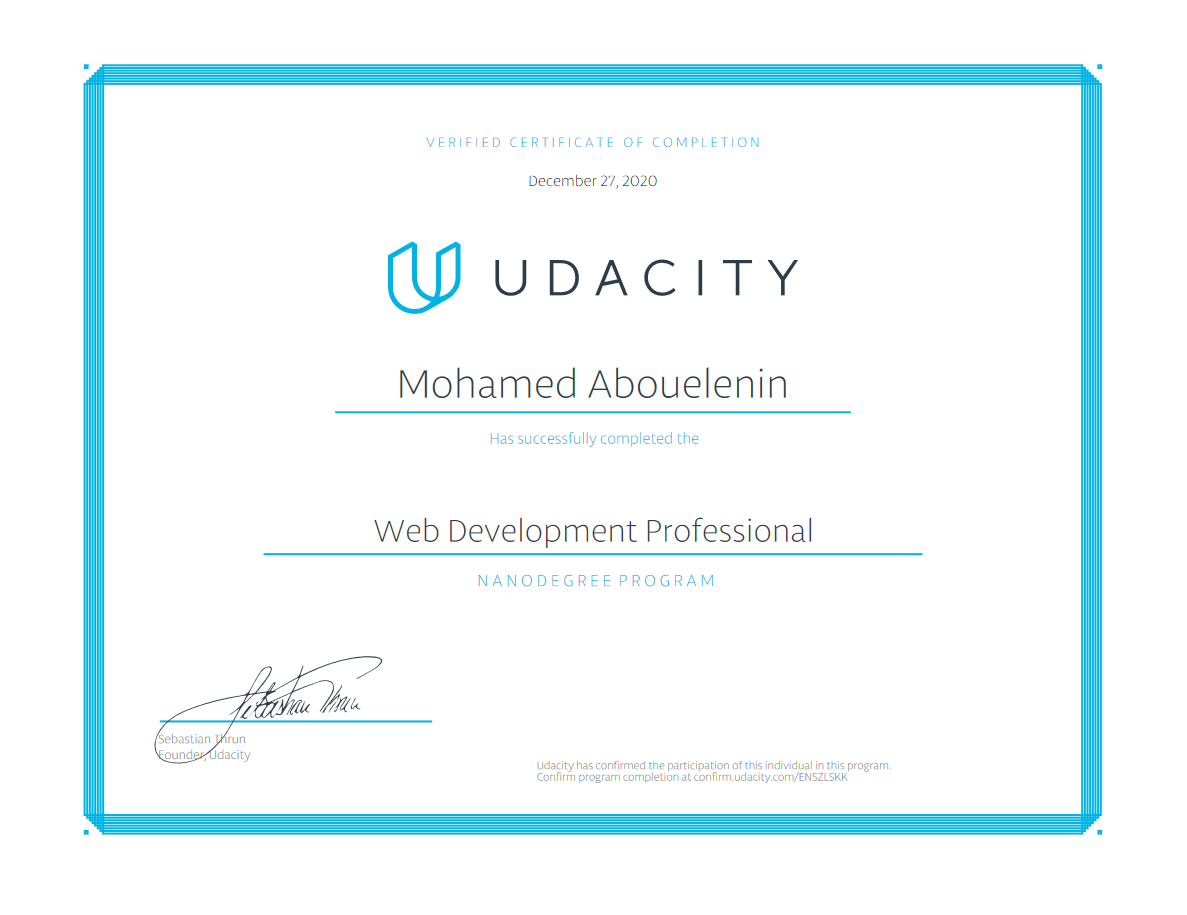 VERIFIED CERTIFICATE OF COMPLETION
December 27, 2020
UDACITY
Mohamed Abouelenin
Has successfully completed the
Web Development Professional
NANODEGREE PROGRAM
Sebastian Thrun
Sebastian Thrun
Founder, Udacity
Udacity has confirmed the participation of this individual in this program.
Confirm program completion at confirm.udacity.com/ENSZLSKK